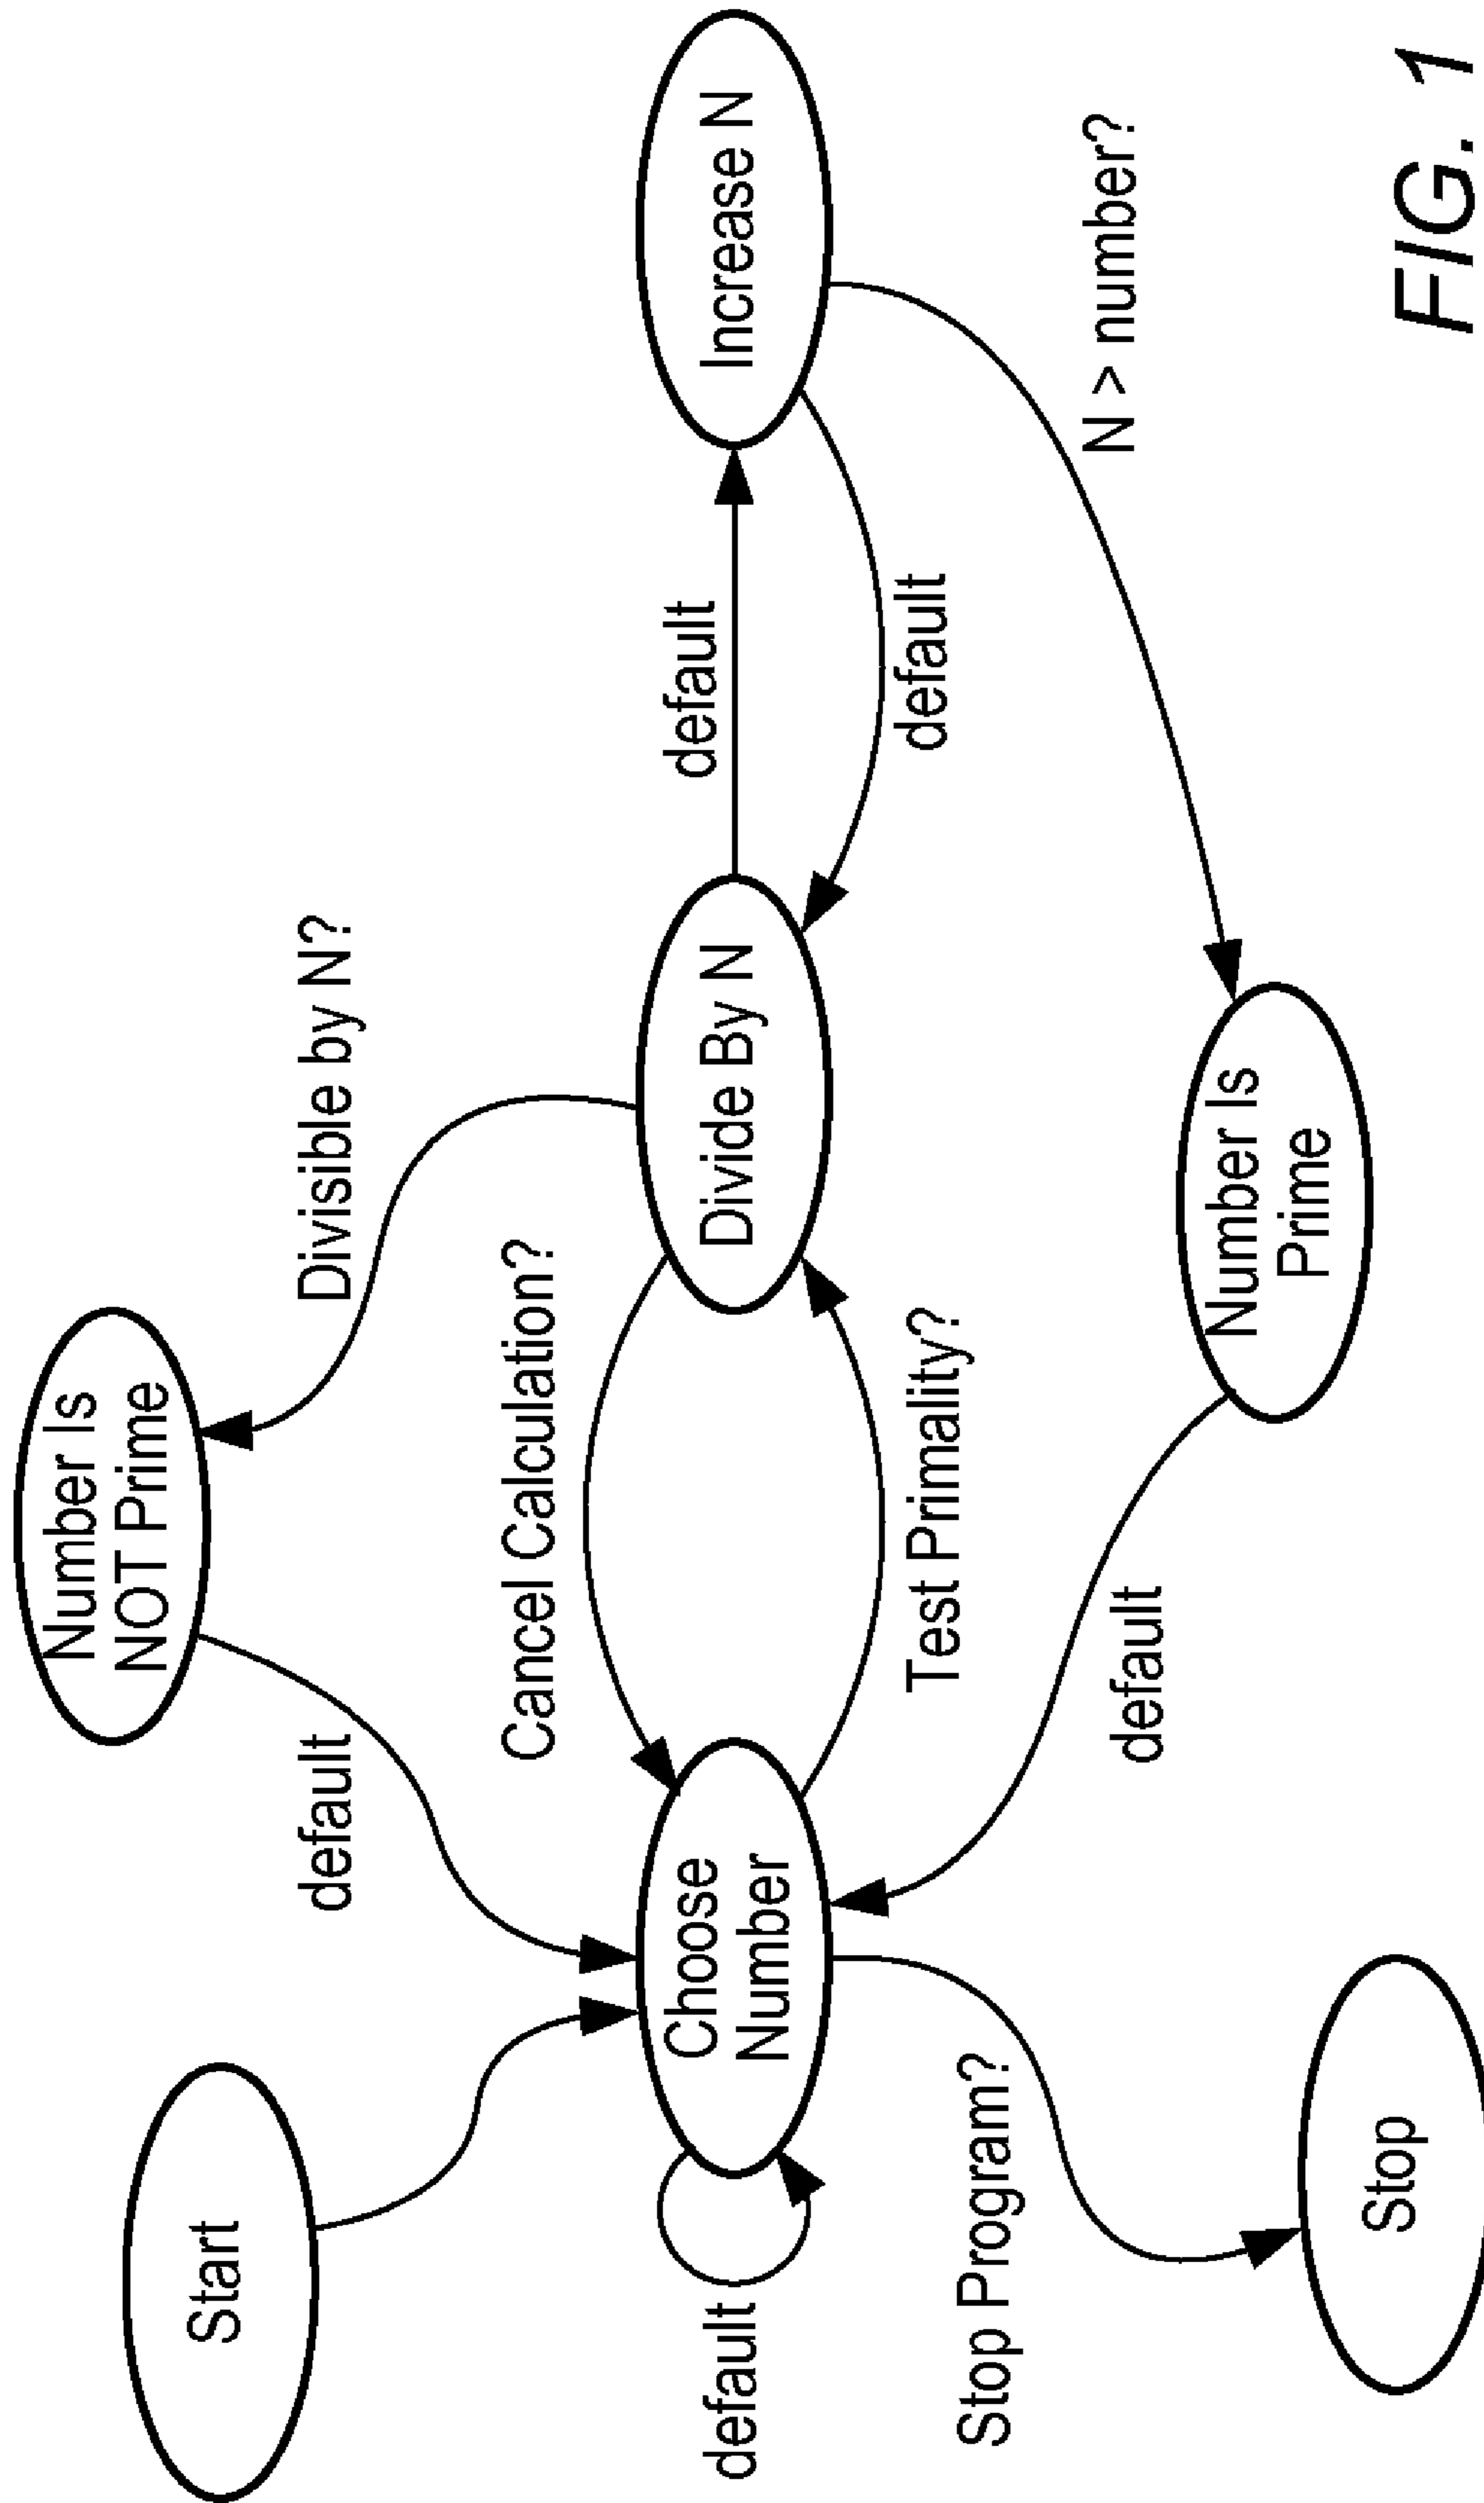 Start
Number Is
NOT Prime
default
Divisible by N?
Cancel Calculation?
default
Choose
Number
Divide By N
default
Increase N
Test Primality?
default
Stop Program?
default
N > number?
Number Is
Prime
Stop
FIG. 1